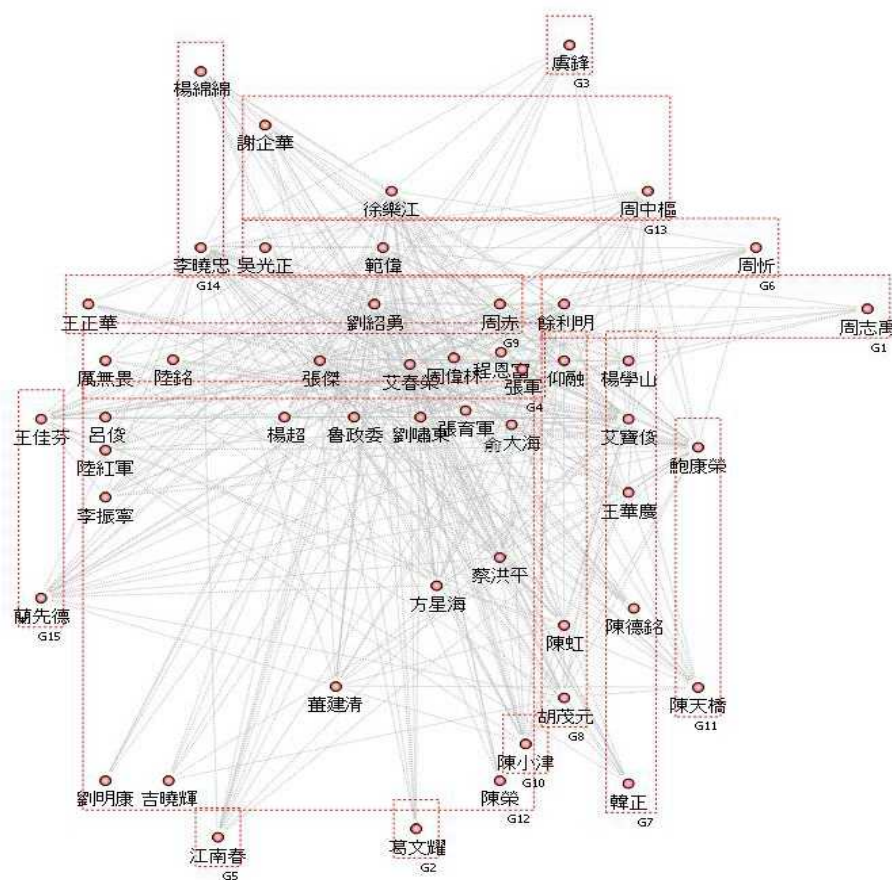 虞鋒
G3
楊綿綿
謝企華
徐樂江
周中樞
G13
李曉忠
吳光正
範偉
周忻
G14
G6
王正華
劉紹勇
周赤
餘利明
周志禹
G9
G1
厲無畏
陸銘
張傑
艾春榮
周偉林
程恩富
張軍
仰融
楊學山
G4
王佳芬
呂俊
楊超
魯政委
劉嘯東
張育軍
俞大海
艾寶俊
鮑康榮
陸紅軍
李振寧
王華慶
蔡洪平
方星海
蘭先德
G15
陳德銘
陳虹
董建清
陳天橋
G11
胡茂元
G8
陳小津
G10
劉明康
吉曉輝
陳榮
G12
韓正
G7
江南春
G5
葛文耀
G2